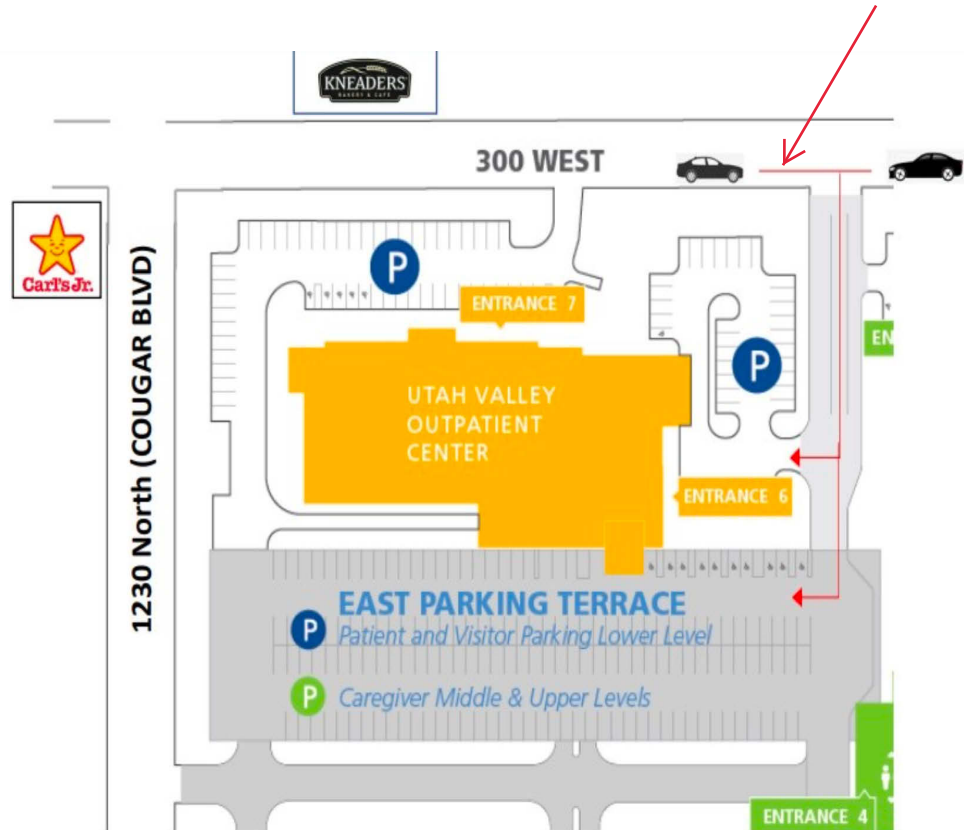 KNEADERS
BAKERY & CAFE
300 WEST
Carl's Jr.
1230 North (COUGAR BLVD)
P
ENTRANCE 7
P
EN
UTAH VALLEY
OUTPATIENT
CENTER
ENTRANCE 6
EAST PARKING TERRACE
P Patient and Visitor Parking Lower Level
P Caregiver Middle & Upper Levels
ENTRANCE 4